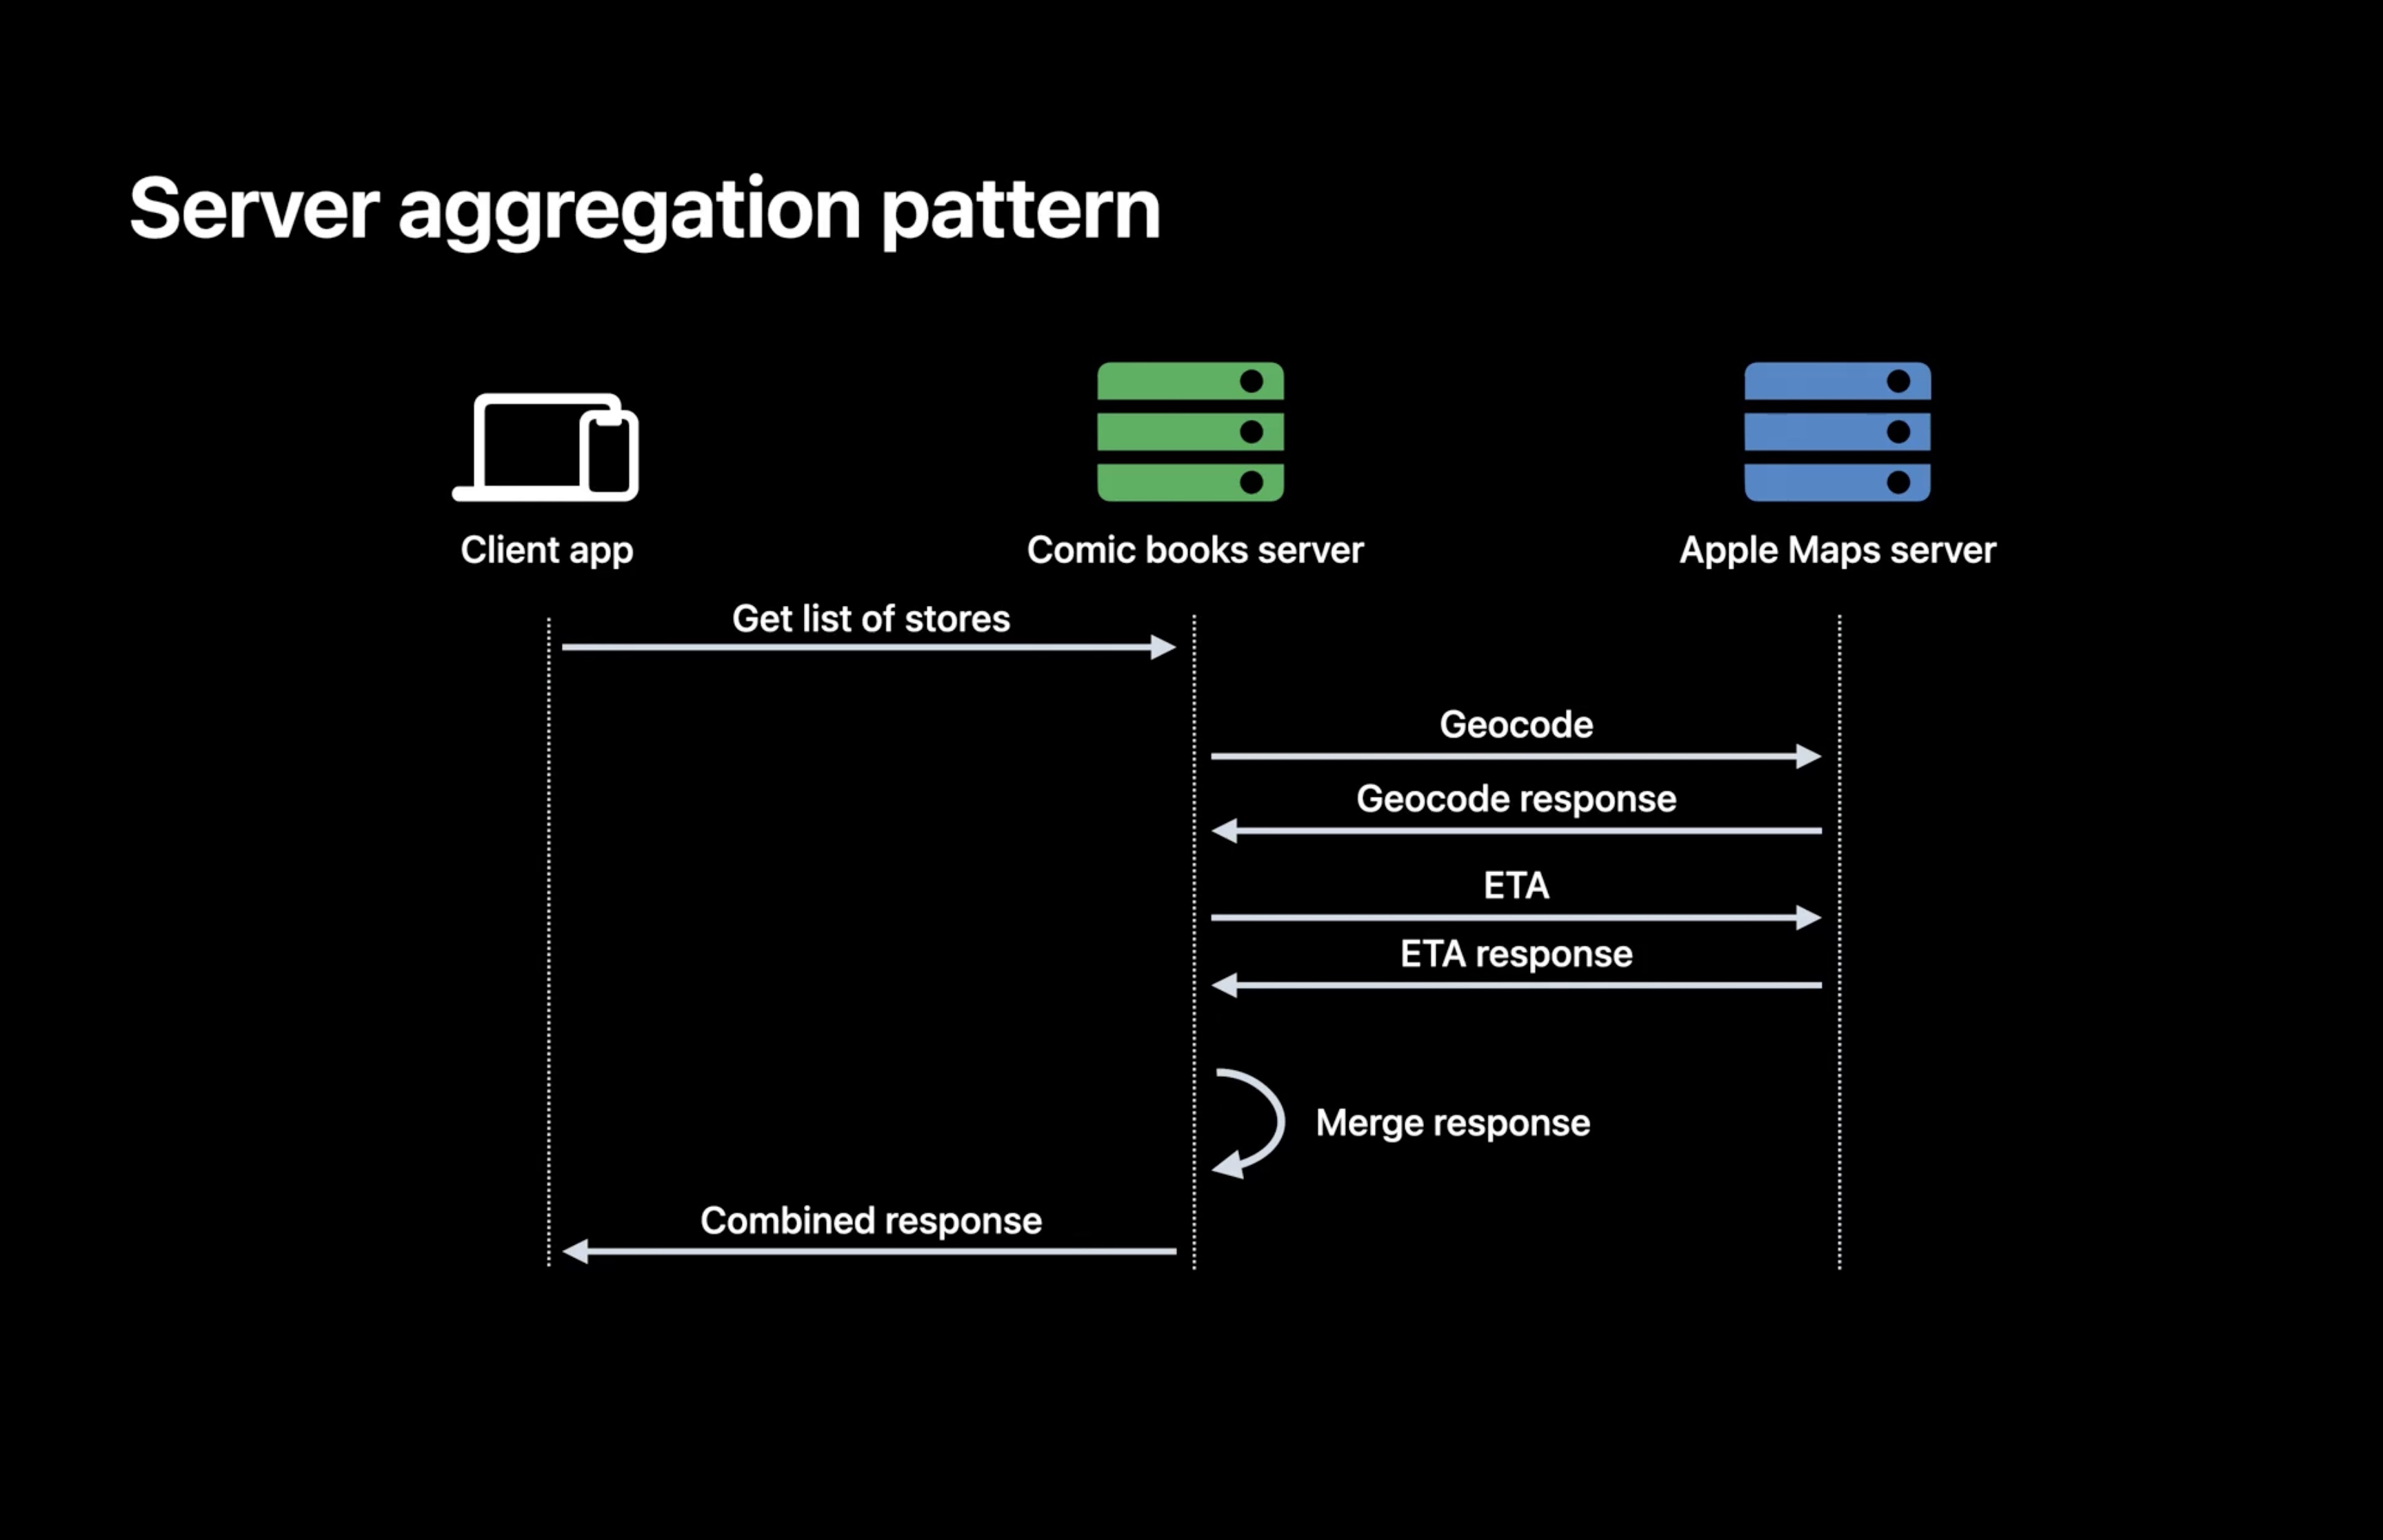 Server aggregation pattern
Client app
Comic books server
Apple Maps server
Get list of stores
Geocode
Geocode response
ETA
ETA response
Merge response
Combined response